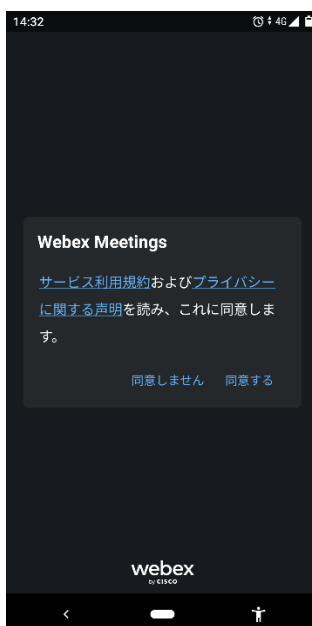 14:32 4G
Webex Meetings
サービス利用規約およびプライバシー
に関する声明を読み、これに同意しま
す。
同意しません 同意する
webex
by CISCO